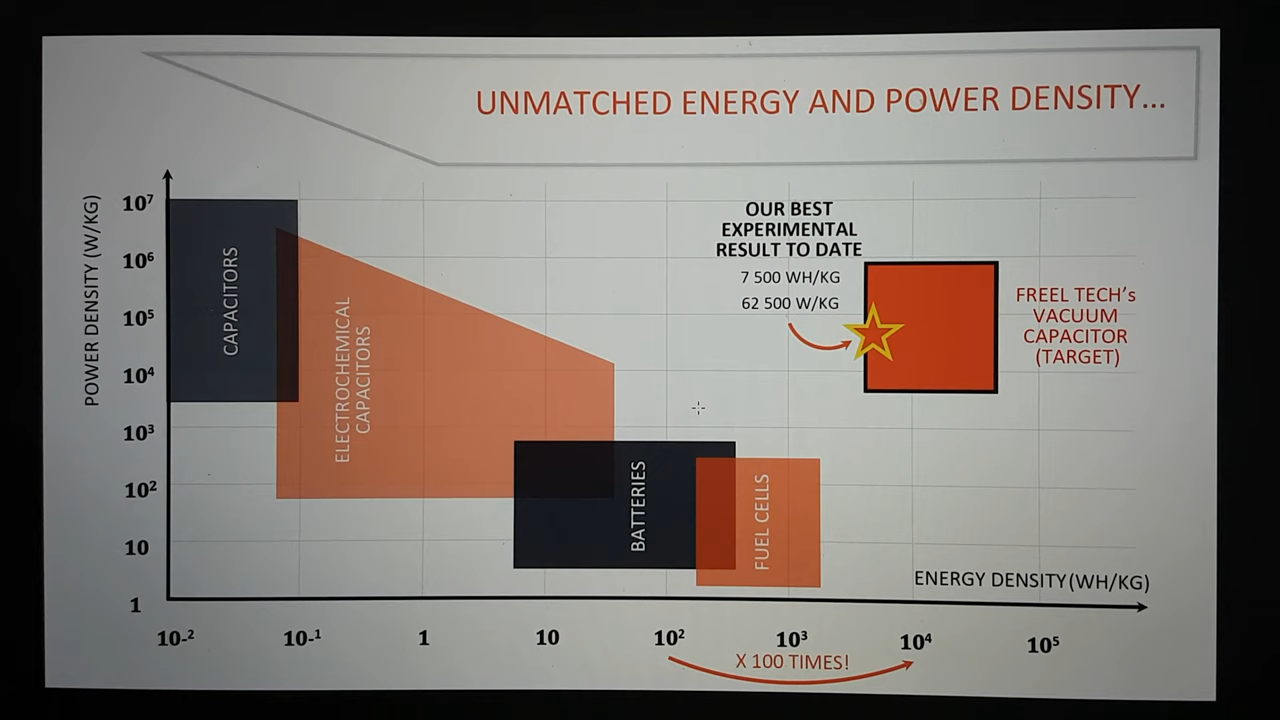 UNMATCHED ENERGY AND POWER DENSITY...
POWER DENSITY (W/KG)
10⁷
10⁶
10⁵
10⁴
10³
10²
10
1
CAPACITORS
ELECTROCHEMICAL
CAPACITORS
BATTERIES
FUEL CELLS
OUR BEST
EXPERIMENTAL
RESULT TO DATE
7 500 WH/KG
62 500 W/KG
FREEL TECH's
VACUUM
CAPACITOR
(TARGET)
ENERGY DENSITY (WH/KG)
10-²
10-¹
1
10
10²
10³
10⁴
10⁵
X 100 TIMES!